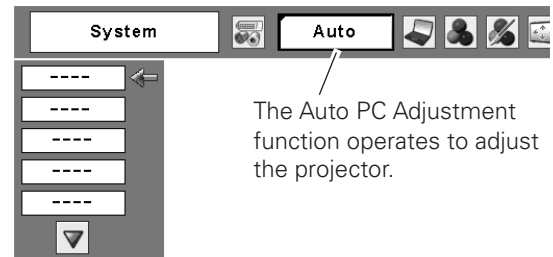 System
Auto
----
----
----
----
----
The Auto PC Adjustment
function operates to adjust
the projector.